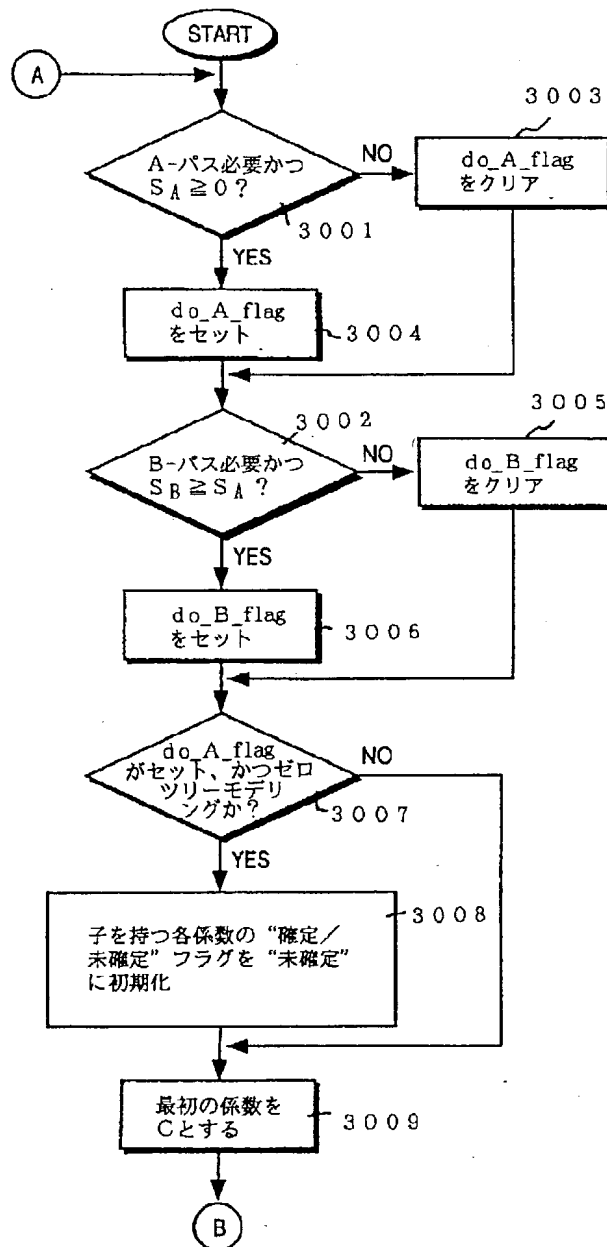 START
A
3003
A-パス必要かつ
S A ≧0?
NO
do_A_flag
をクリア
3001
YES
do_A_flag
をセット
3004
3002
3005
B-パス必要かつ
S B ≧S A ?
NO
do_B_flag
をクリア
YES
do_B_flag
をセット
3006
do_A_flag
がセット、かつゼロ
ツリーモデリ
ングか?
NO
3007
YES
子を持つ各係数の“確定/
未確定”フラグを“未確定”
に初期化
3008
最初の係数を
Cとする
3009
B